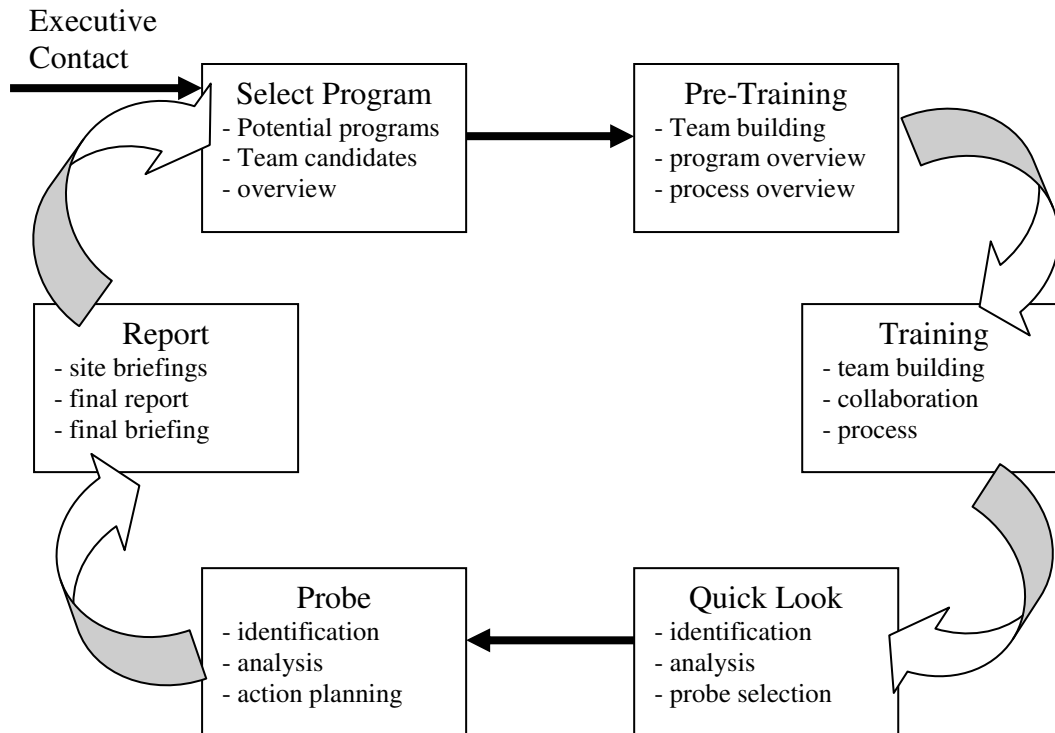 Executive
Contact
Select Program
- Potential programs
- Team candidates
- overview
Pre-Training
- Team building
- program overview
- process overview
Training
- team building
- collaboration
- process
Quick Look
- identification
- analysis
- probe selection
Probe
- identification
- analysis
- action planning
Report
- site briefings
- final report
- final briefing